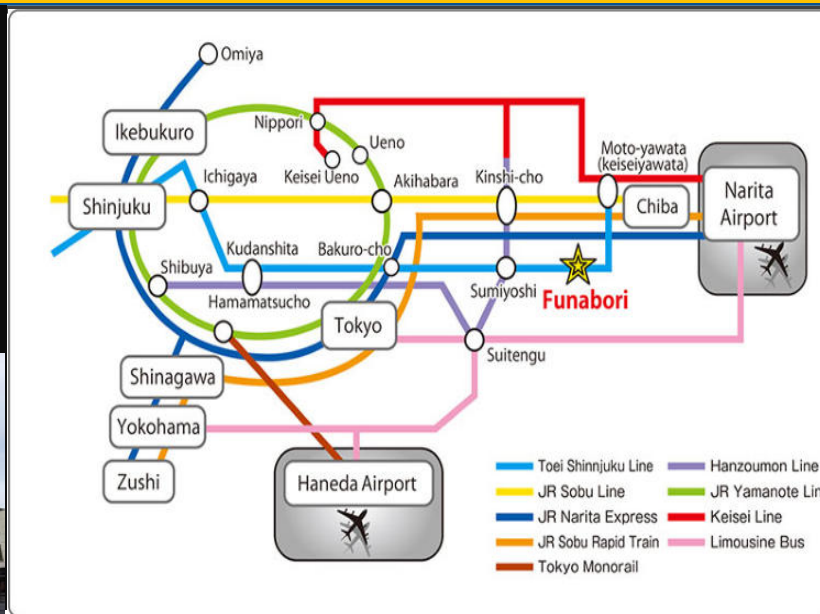 Omiya
Ikebukuro
Nippori
Ueno
Keisei Ueno
Ichigaya
Akihabara
Kinshi-cho
Moto-yawata
(keiseiyawata)
Shinjuku
Chiba
Narita
Airport
Kudanshita
Bakuro-cho
Shibuya
Hamamatsucho
Sumiyoshi
Funabori
Tokyo
Suitengu
Shinagawa
Yokohama
Zushi
Haneda Airport
Toei Shinnjuku Line
Hanzoumon Line
JR Sobu Line
JR Yamanote Lin
JR Narita Express
Keisei Line
JR Sobu Rapid Train
Limousine Bus
Tokyo Monorail